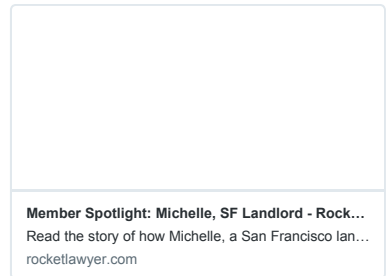 Member Spotlight: Michelle, SF Landlord - Rock…
Read the story of how Michelle, a San Francisco lan…
rocketlawyer.com